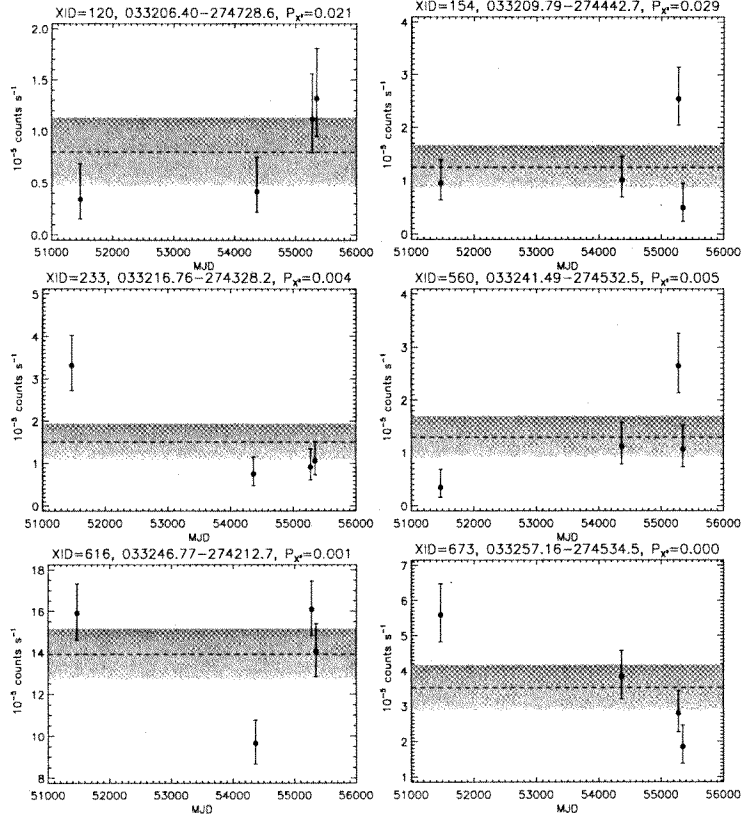 XID=120, 033206.40−274728.6, P_X²=0.021
2.0
1.5
1.0
0.5
0.0
10⁻⁵ counts s⁻¹
51000 52000 53000 54000 55000 56000
MJD
XID=154, 033209.79−274442.7, P_X²=0.029
4
3
2
1
0
10⁻⁵ counts s⁻¹
51000 52000 53000 54000 55000 56000
MJD
XID=233, 033216.76−274328.2, P_X²=0.004
5
4
3
2
1
0
10⁻⁵ counts s⁻¹
51000 52000 53000 54000 55000 56000
MJD
XID=560, 033241.49−274532.5, P_X²=0.005
4
3
2
1
0
10⁻⁵ counts s⁻¹
51000 52000 53000 54000 55000 56000
MJD
XID=616, 033246.77−274212.7, P_X²=0.001
18
16
14
12
10
8
10⁻⁵ counts s⁻¹
51000 52000 53000 54000 55000 56000
MJD
XID=673, 033257.16−274534.5, P_X²=0.000
7
6
5
4
3
2
1
10⁻⁵ counts s⁻¹
51000 52000 53000 54000 55000 56000
MJD